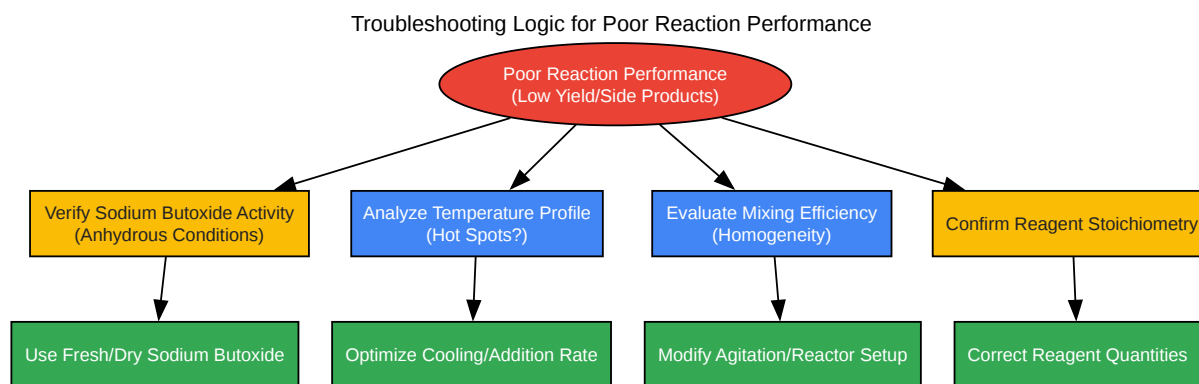 Troubleshooting Logic for Poor Reaction Performance
Poor Reaction Performance
(Low Yield/Side Products)
Verify Sodium Butoxide Activity
(Anhydrous Conditions)
Analyze Temperature Profile
(Hot Spots?)
Evaluate Mixing Efficiency
(Homogeneity)
Confirm Reagent Stoichiometry
Use Fresh/Dry Sodium Butoxide
Optimize Cooling/Addition Rate
Modify Agitation/Reactor Setup
Correct Reagent Quantities